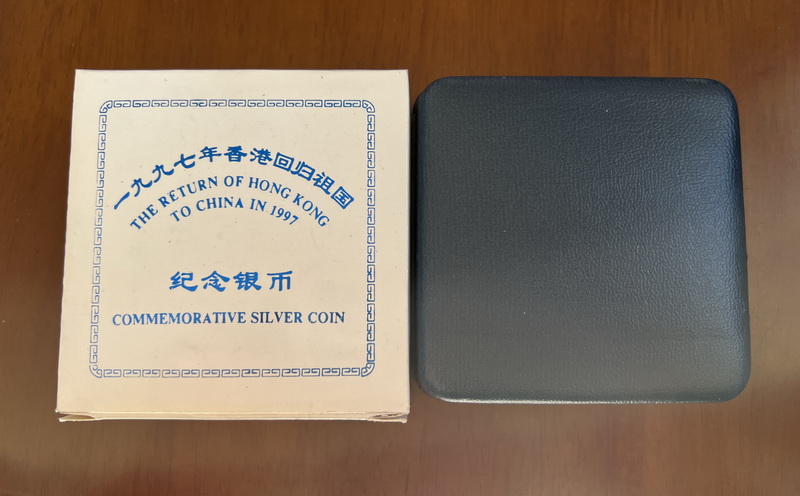 一九九七年香港回归祖国
THE RETURN OF HONG KONG
TO CHINA IN 1997
纪念银币
COMMEMORATIVE SILVER COIN